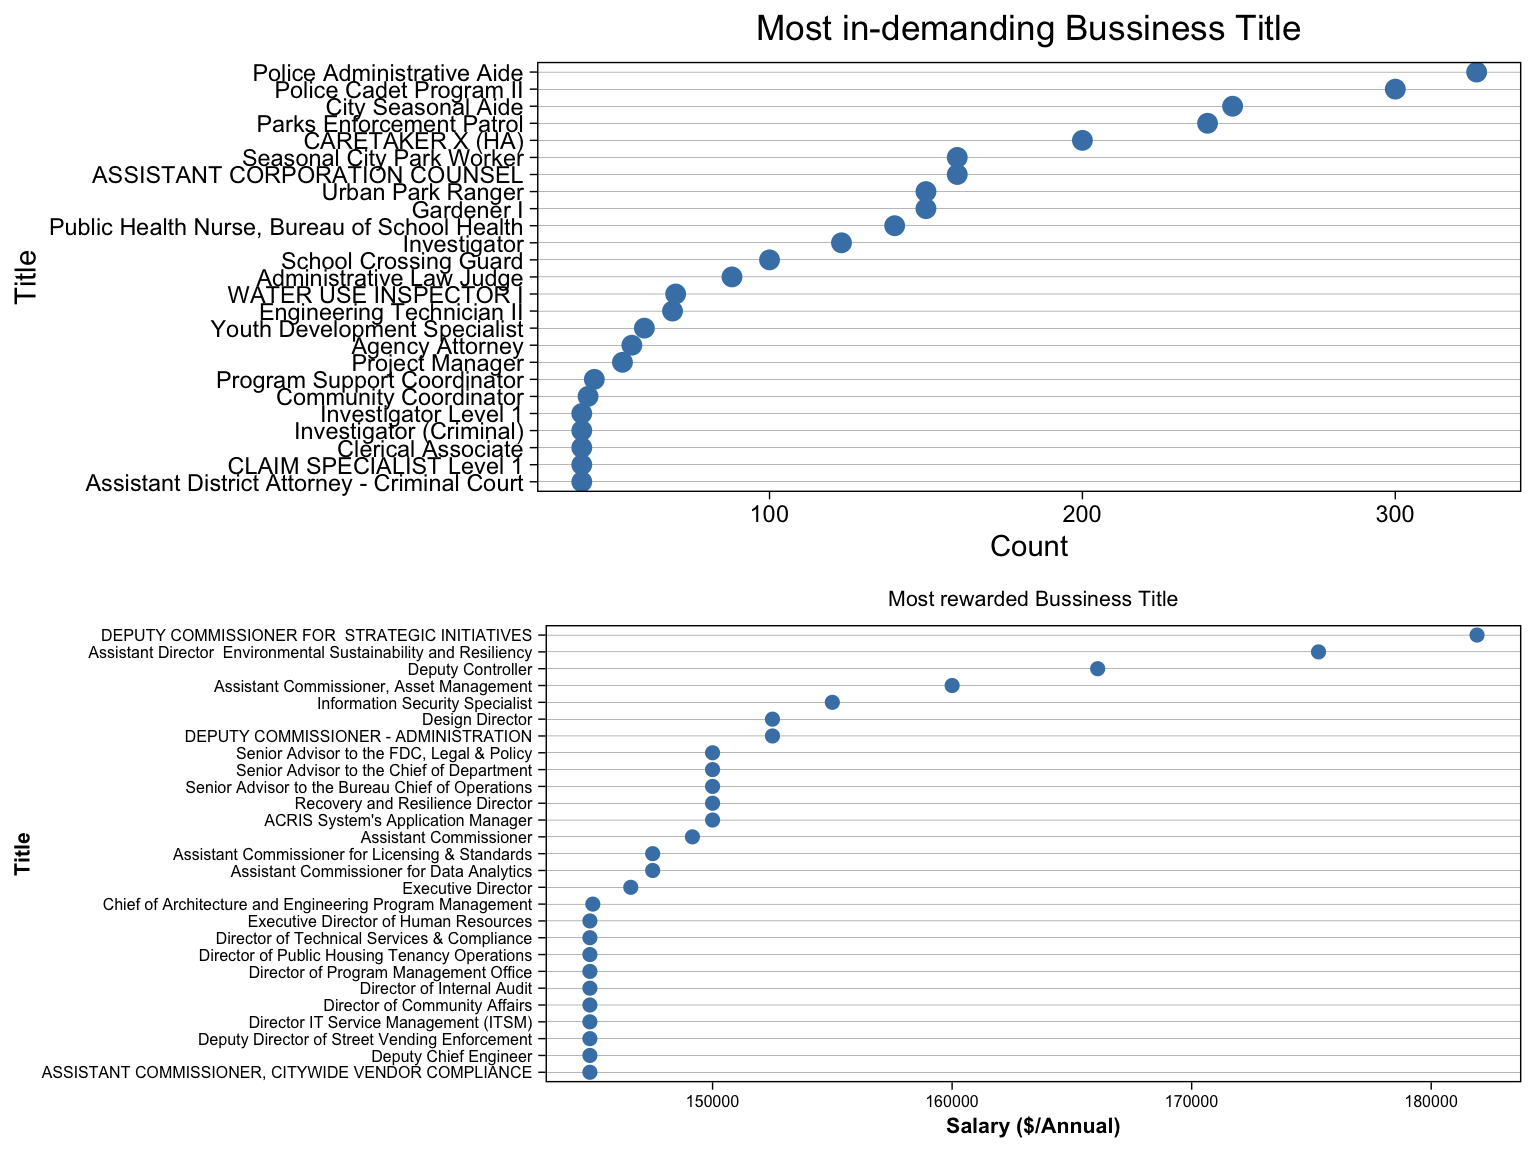 Most in-demanding Bussiness Title
Title
Police Administrative Aide
Police Cadet Program II
City Seasonal Aide
Parks Enforcement Patrol
CARETAKER X (HA)
Seasonal City Park Worker
ASSISTANT CORPORATION COUNSEL
Urban Park Ranger
Gardener I
Public Health Nurse, Bureau of School Health
Investigator
School Crossing Guard
Administrative Law Judge
WATER USE INSPECTOR I
Engineering Technician II
Youth Development Specialist
Agency Attorney
Project Manager
Program Support Coordinator
Community Coordinator
Investigator Level 1
Investigator (Criminal)
Clerical Associate
CLAIM SPECIALIST Level 1
Assistant District Attorney - Criminal Court
100 200 300
Count
Most rewarded Bussiness Title
Title
DEPUTY COMMISSIONER FOR  STRATEGIC INITIATIVES
Assistant Director  Environmental Sustainability and Resiliency
Deputy Controller
Assistant Commissioner, Asset Management
Information Security Specialist
Design Director
DEPUTY COMMISSIONER - ADMINISTRATION
Senior Advisor to the FDC, Legal & Policy
Senior Advisor to the Chief of Department
Senior Advisor to the Bureau Chief of Operations
Recovery and Resilience Director
ACRIS System's Application Manager
Assistant Commissioner
Assistant Commissioner for Licensing & Standards
Assistant Commissioner for Data Analytics
Executive Director
Chief of Architecture and Engineering Program Management
Executive Director of Human Resources
Director of Technical Services & Compliance
Director of Public Housing Tenancy Operations
Director of Program Management Office
Director of Internal Audit
Director of Community Affairs
Director IT Service Management (ITSM)
Deputy Director of Street Vending Enforcement
Deputy Chief Engineer
ASSISTANT COMMISSIONER, CITYWIDE VENDOR COMPLIANCE
150000 160000 170000 180000
Salary ($/Annual)